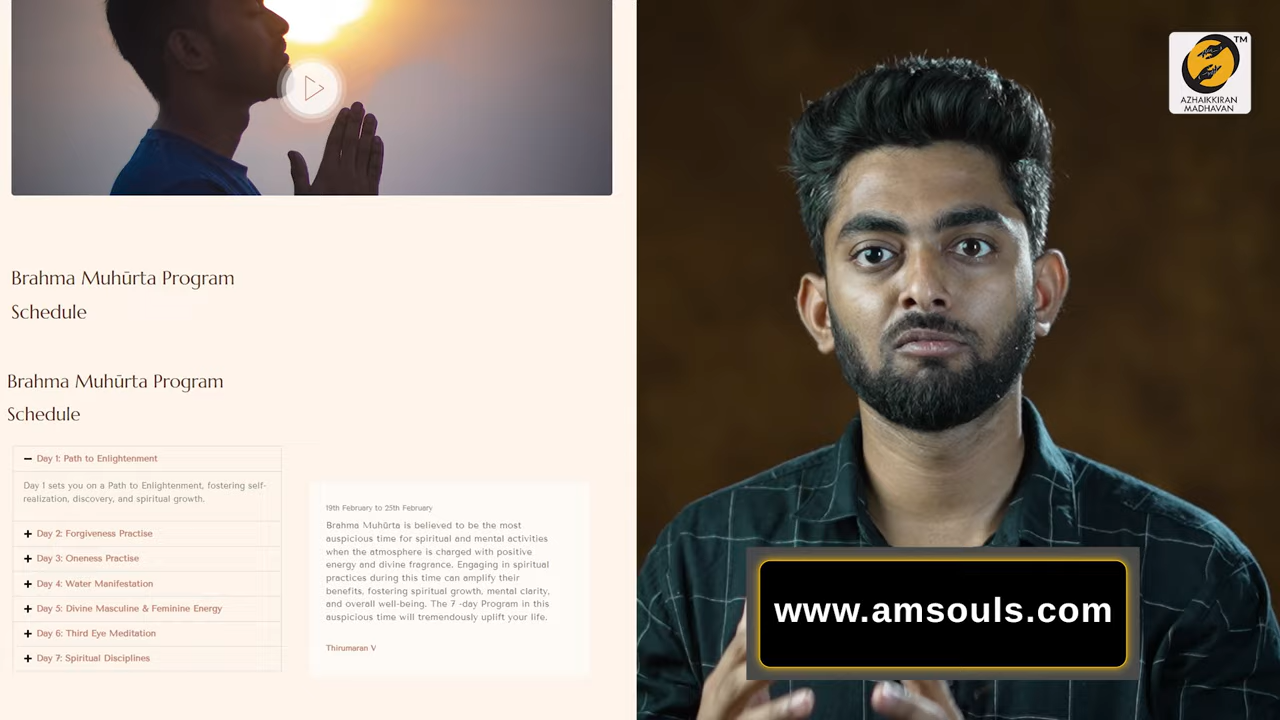 Brahma Muhūrta Program
Schedule
Brahma Muhūrta Program
Schedule
Day 1: Path to Enlightenment
Day 1 sets you on a Path to Enlightenment, fostering self-
realization, discovery, and spiritual growth.
Day 2: Forgiveness Practise
Day 3: Oneness Practise
Day 4: Water Manifestation
Day 5: Divine Masculine & Feminine Energy
Day 6: Third Eye Meditation
Day 7: Spiritual Disciplines
19th February to 25th February
Brahma Muhūrta is believed to be the most
auspicious time for spiritual and mental activities
when the atmosphere is charged with positive
energy and divine fragrance. Engaging in spiritual
practices during this time can amplify their
benefits, fostering spiritual growth, mental clarity,
and overall well-being. The 7 -day Program in this
auspicious time will tremendously uplift your life.
Thirumaran V
TM
AZHAIKKIRAN
MADHAVAN
www.amsouls.com